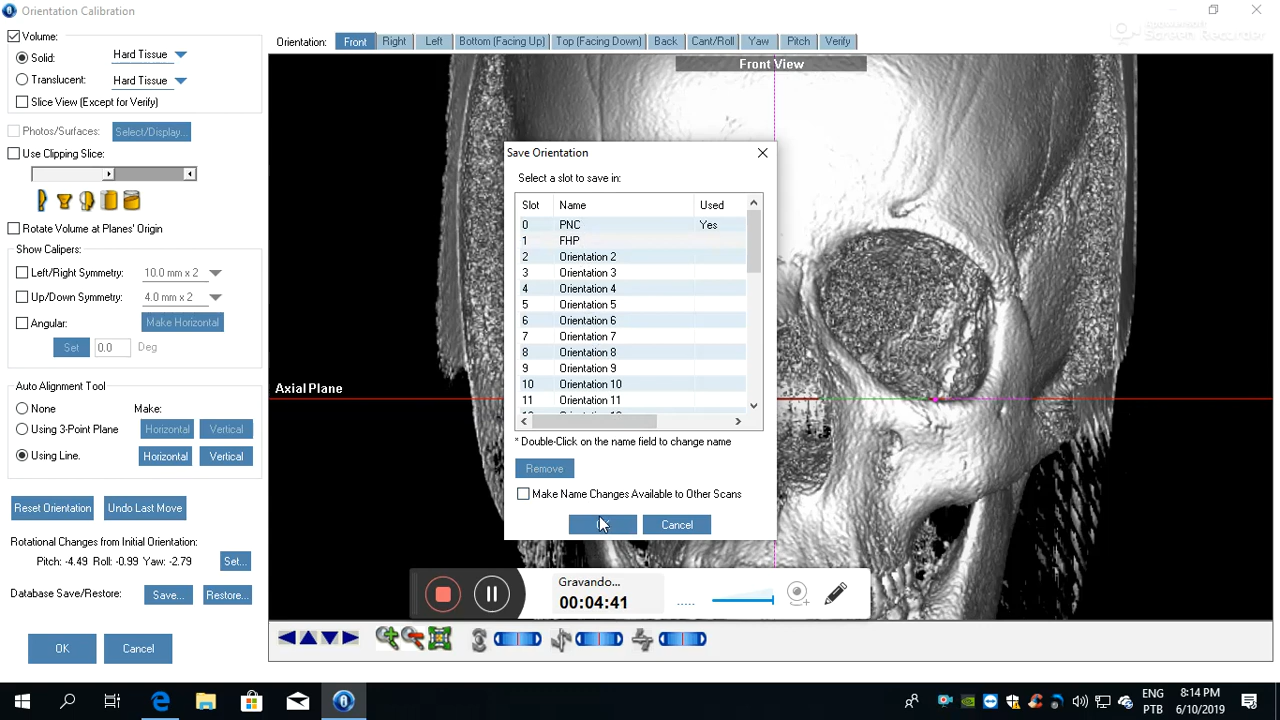 Orientation Calibration
Volume:
Solid: Hard Tissue
Translucent: Hard Tissue
Slice View (Except for Verify)
Photos/Surfaces: Select/Display...
Use Clipping Slice:
Rotate Volume at Planes' Origin
Show Calipers:
Left/Right Symmetry: 10.0 mm x 2
Up/Down Symmetry: 4.0 mm x 2
Angular: Make Horizontal
Set 0.0 Deg
Auto Alignment Tool
None Make:
Using 3-Point Plane Horizontal Vertical
Using Line. Horizontal Vertical
Reset Orientation Undo Last Move
Rotational Changes from Initial Orientation:
Pitch: -4.49 Roll: -0.99 Yaw: -2.79 Set...
Database Save/Restore: Save... Restore...
OK Cancel
Orientation: Front Right Left Bottom (Facing Up) Top (Facing Down) Back Cant/Roll Yaw Pitch Verify
Screen Recorder
Front View
Axial Plane
Save Orientation
Select a slot to save in:
Slot Name Used
0 PNC Yes
1 FHP
2 Orientation 2
3 Orientation 3
4 Orientation 4
5 Orientation 5
6 Orientation 6
7 Orientation 7
8 Orientation 8
9 Orientation 9
10 Orientation 10
11 Orientation 11
* Double-Click on the name field to change name
Remove
Make Name Changes Available to Other Scans
Cancel
Gravando...
00:04:41
ENG
PTB
8:14 PM
6/10/2019